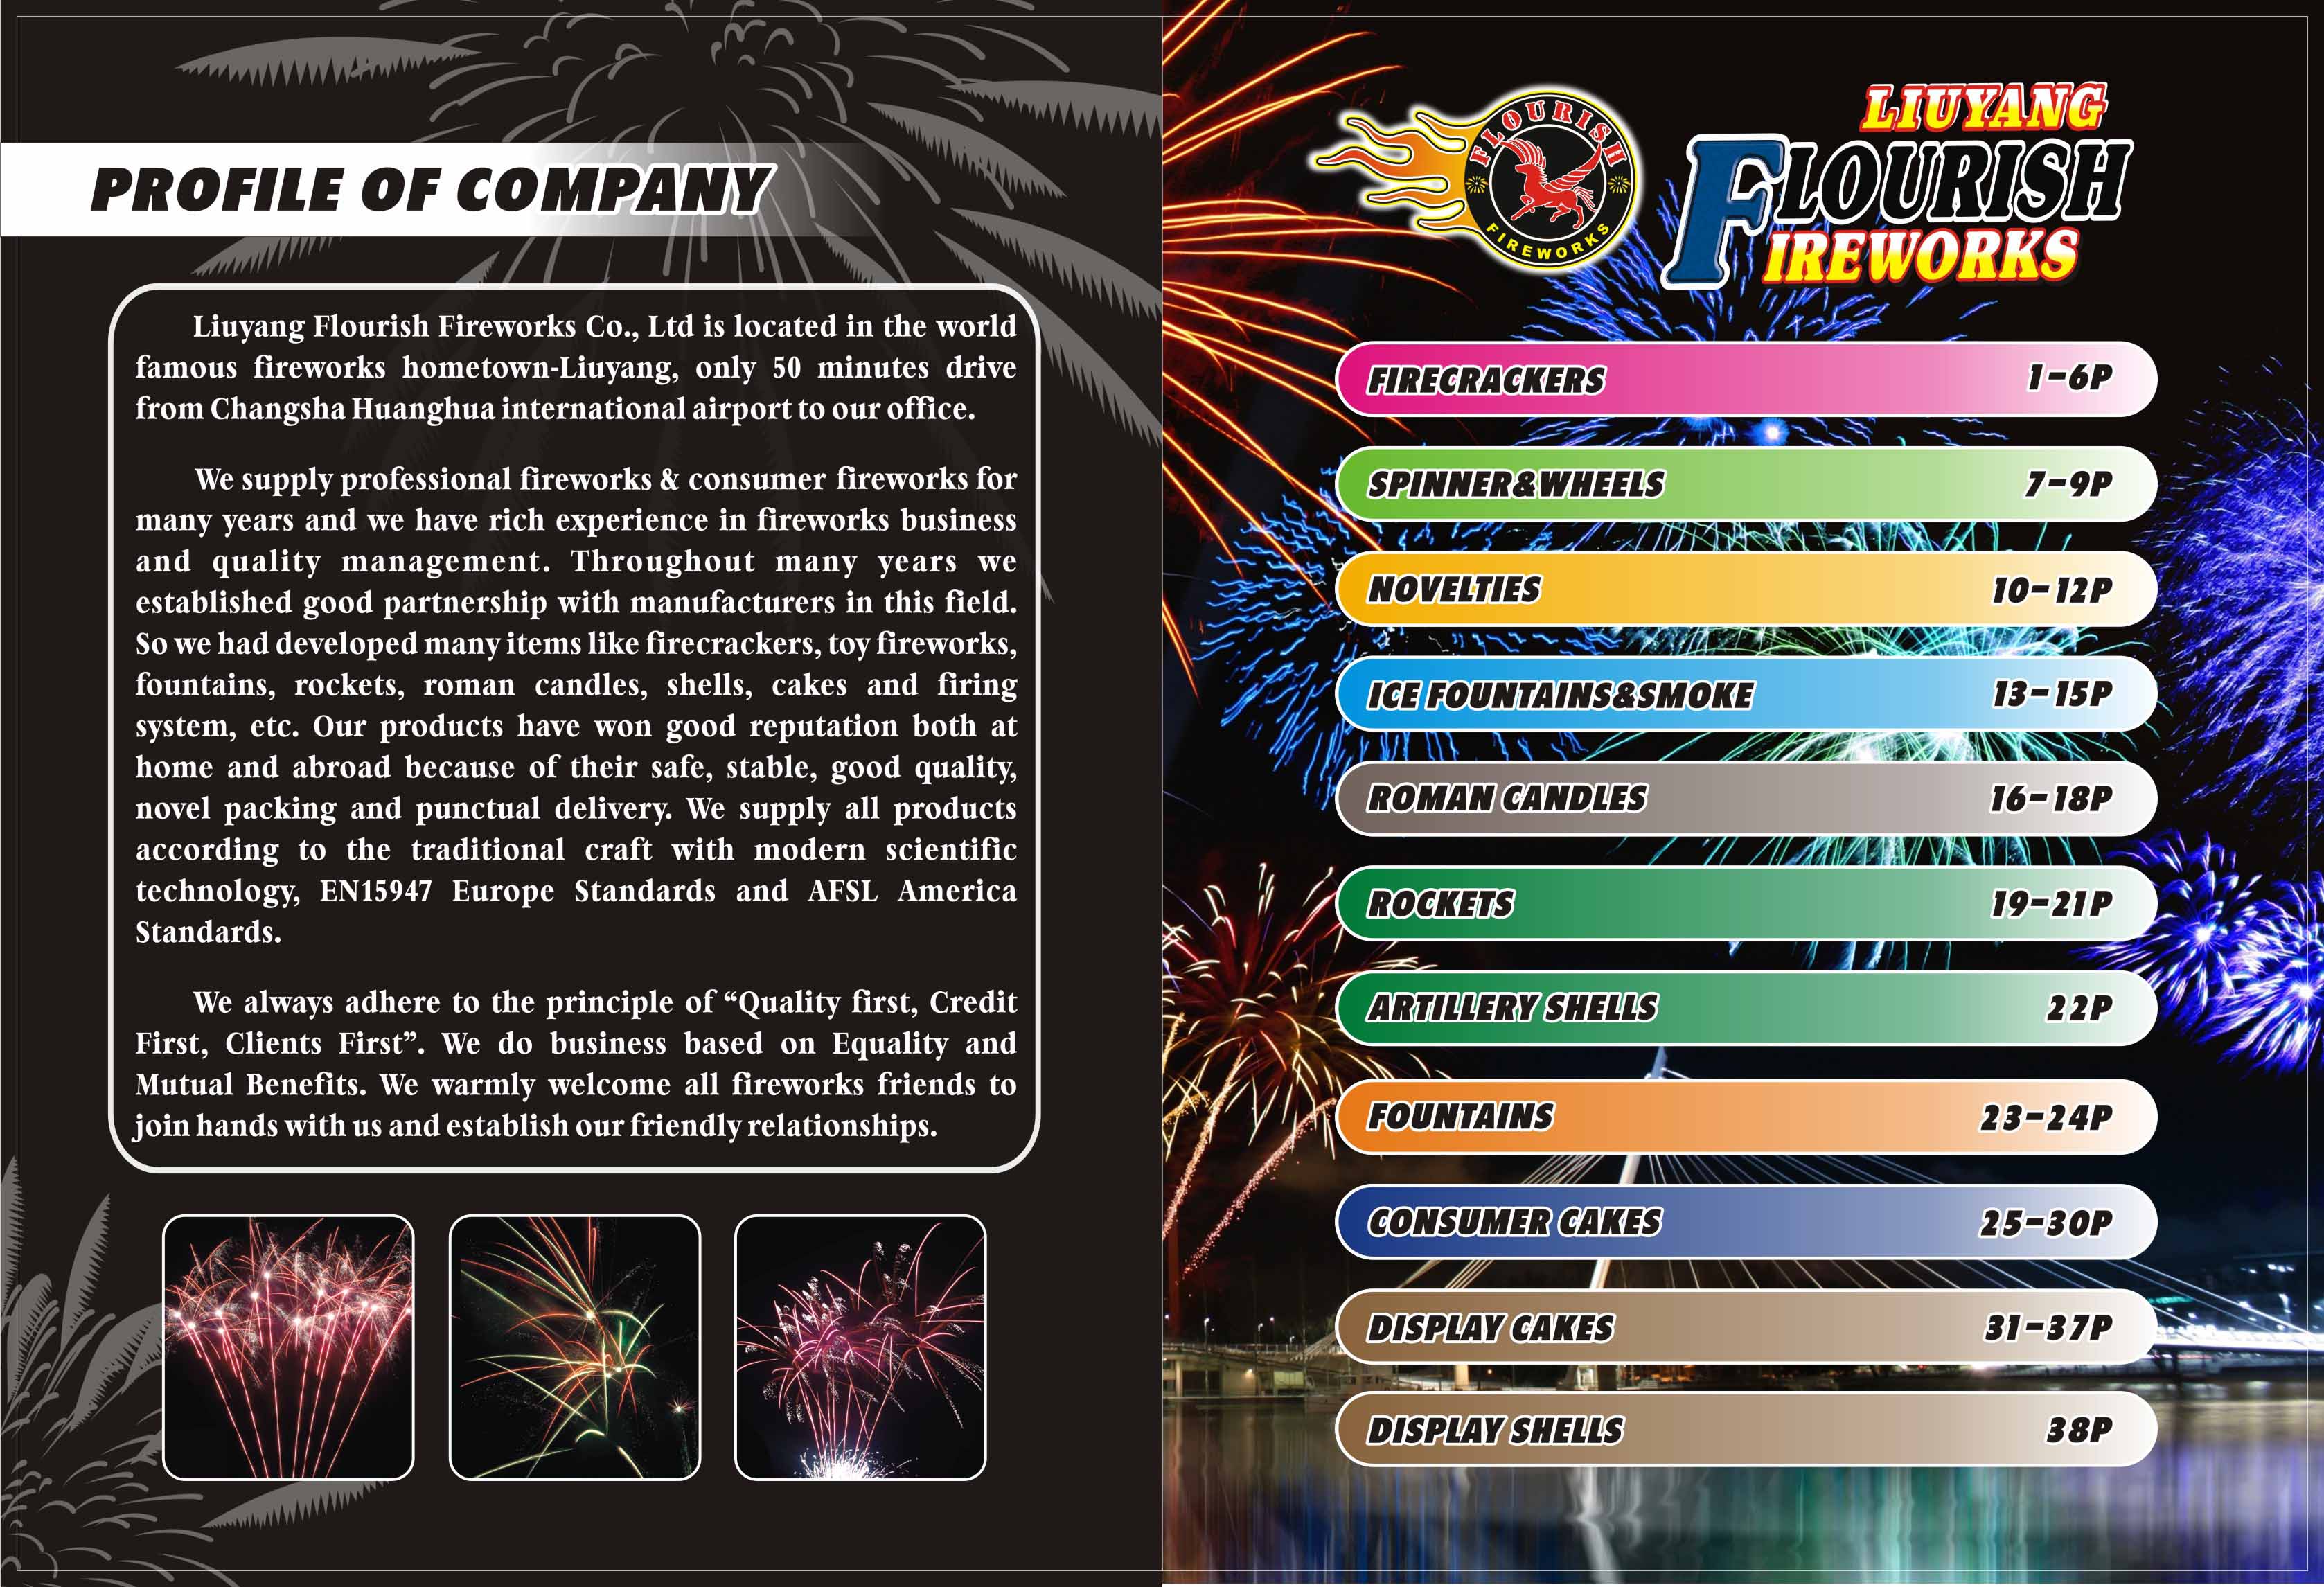 PROFILE OF COMPANY
Liuyang Flourish Fireworks Co., Ltd is located in the world
famous fireworks hometown-Liuyang, only 50 minutes drive
from Changsha Huanghua international airport to our office.
We supply professional fireworks & consumer fireworks for
many years and we have rich experience in fireworks business
and quality management. Throughout many years we
established good partnership with manufacturers in this field.
So we had developed many items like firecrackers, toy fireworks,
fountains, rockets, roman candles, shells, cakes and firing
system, etc. Our products have won good reputation both at
home and abroad because of their safe, stable, good quality,
novel packing and punctual delivery. We supply all products
according to the traditional craft with modern scientific
technology, EN15947 Europe Standards and AFSL America
Standards.
We always adhere to the principle of “Quality first, Credit
First, Clients First”. We do business based on Equality and
Mutual Benefits. We warmly welcome all fireworks friends to
join hands with us and establish our friendly relationships.
FLOURISH
FIREWORKS
LIUYANG
FLOURISH
FIREWORKS
FIRECRACKERS 1-6P
SPINNER&WHEELS 7-9P
NOVELTIES 10-12P
ICE FOUNTAINS&SMOKE 13-15P
ROMAN CANDLES 16-18P
ROCKETS 19-21P
ARTILLERY SHELLS 22P
FOUNTAINS 23-24P
CONSUMER CAKES 25-30P
DISPLAY CAKES 31-37P
DISPLAY SHELLS 38P